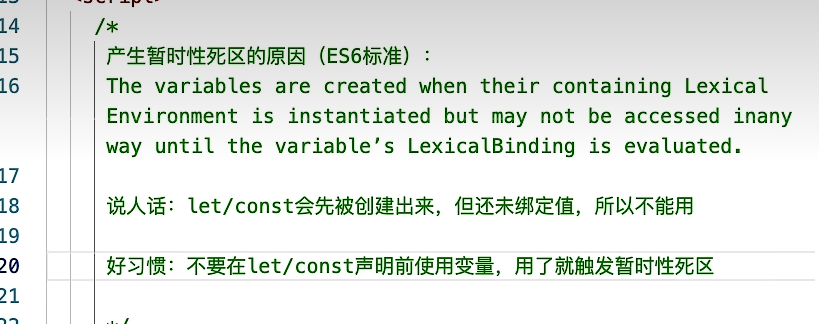 <script>
14 /*
15 产生暂时性死区的原因（ES6标准）:
16 The variables are created when their containing Lexical
Environment is instantiated but may not be accessed inany
way until the variable’s LexicalBinding is evaluated.
17
18 说人话：let/const会先被创建出来，但还未绑定值，所以不能用
19
20 好习惯：不要在let/const声明前使用变量，用了就触发暂时性死区
21